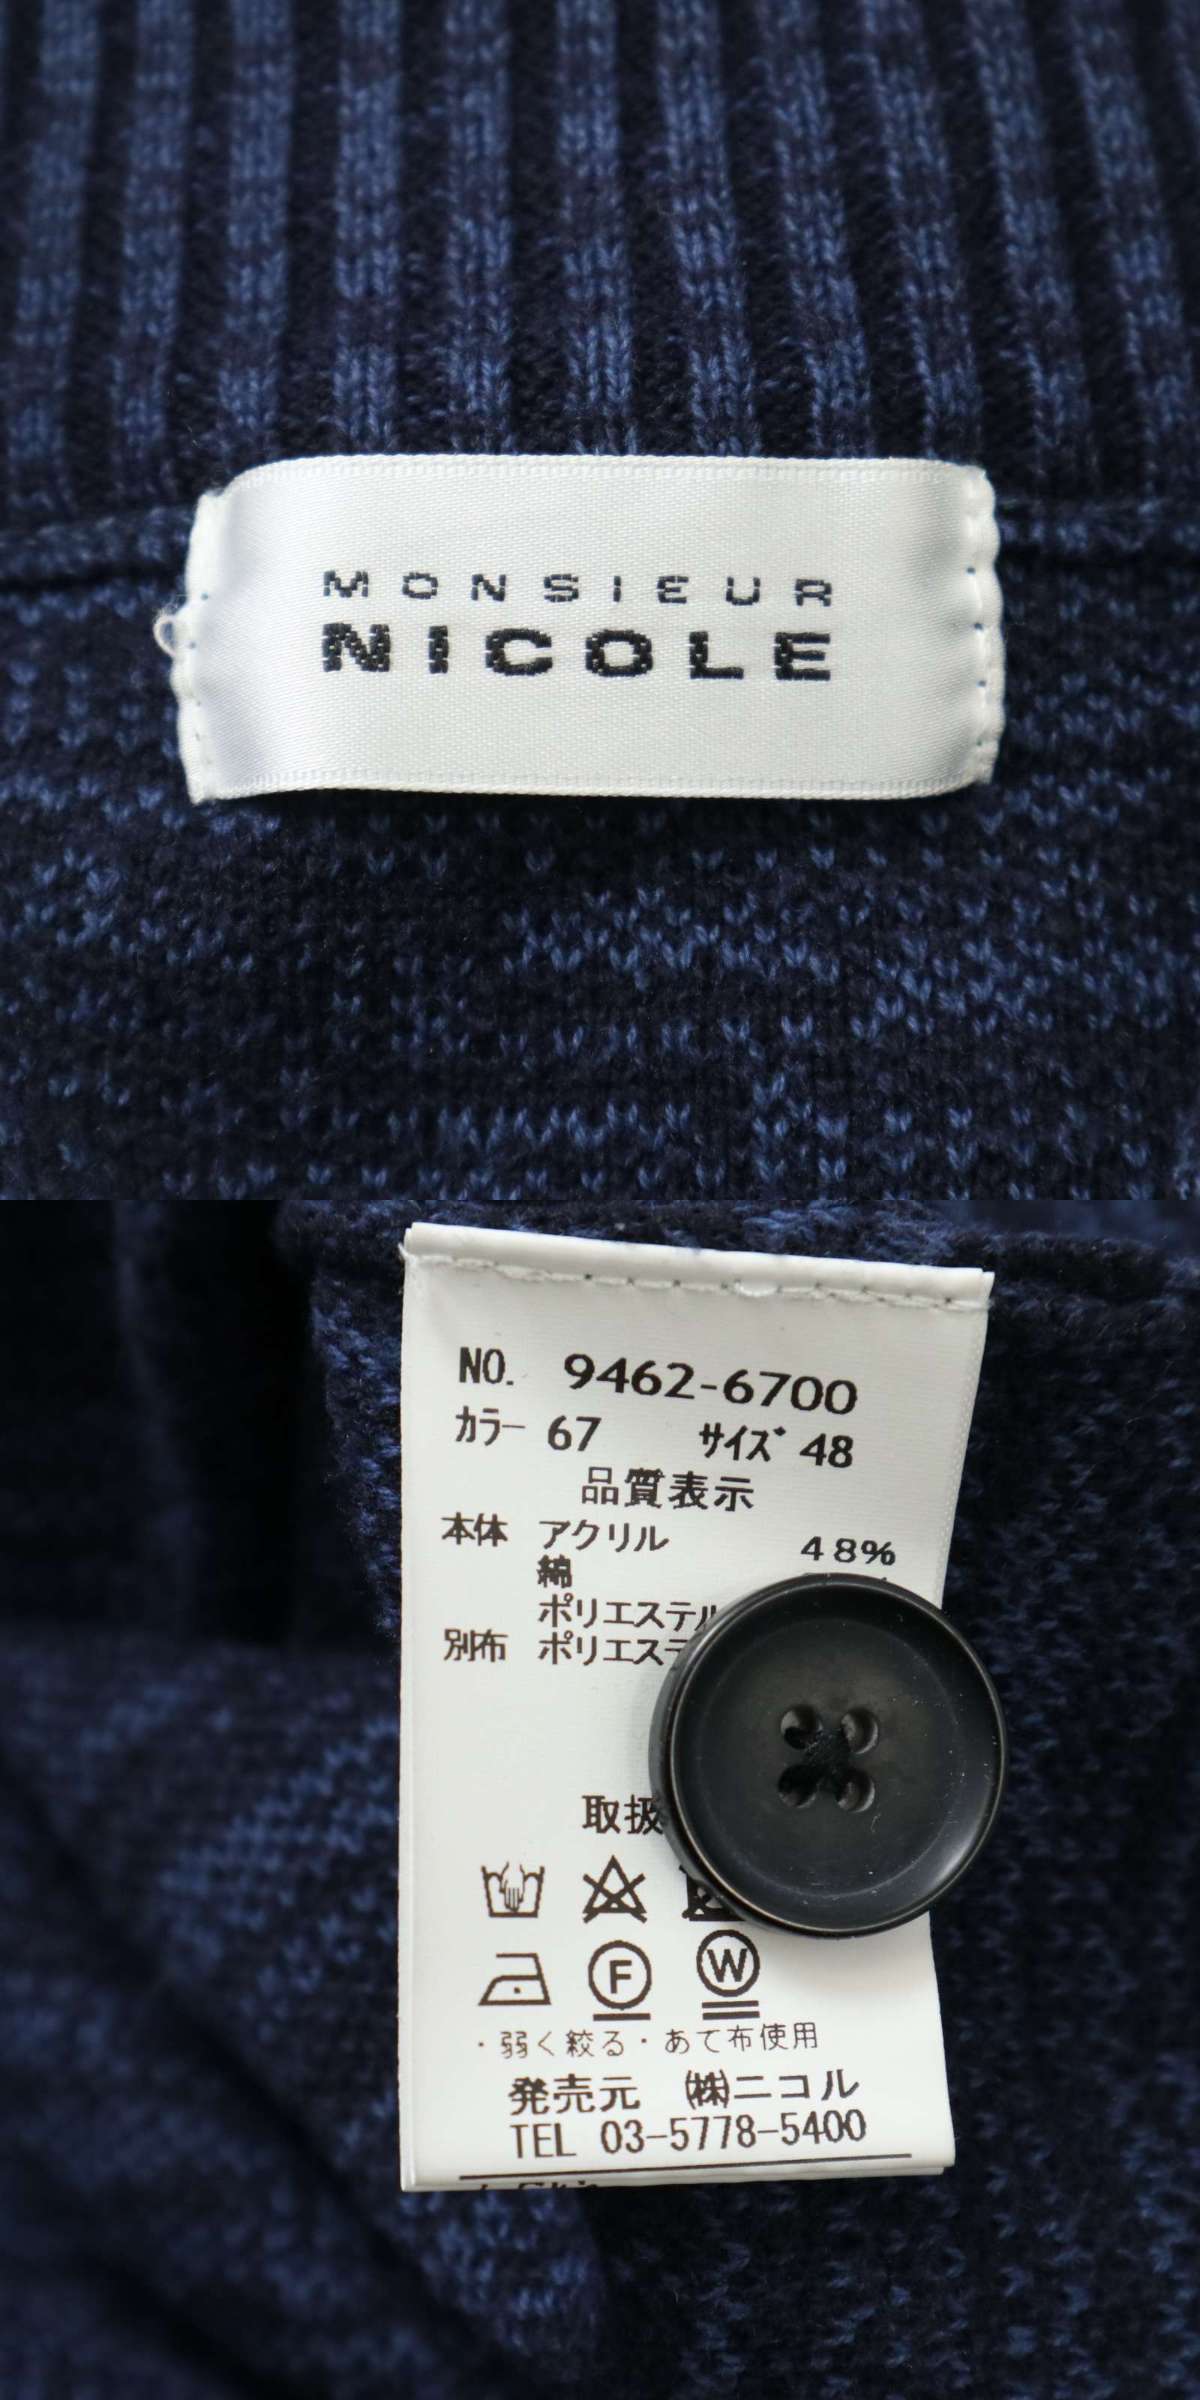 MONSIEUR
NICOLE
NO. 9462-6700
カラー 67 サイズ 48
品質表示
本体 アクリル 48%
綿
ポリエステル
別布 ポリエステ
取扱
F W
・弱く絞る・あて布使用
発売元 ㈱ニコル
TEL 03-5778-5400